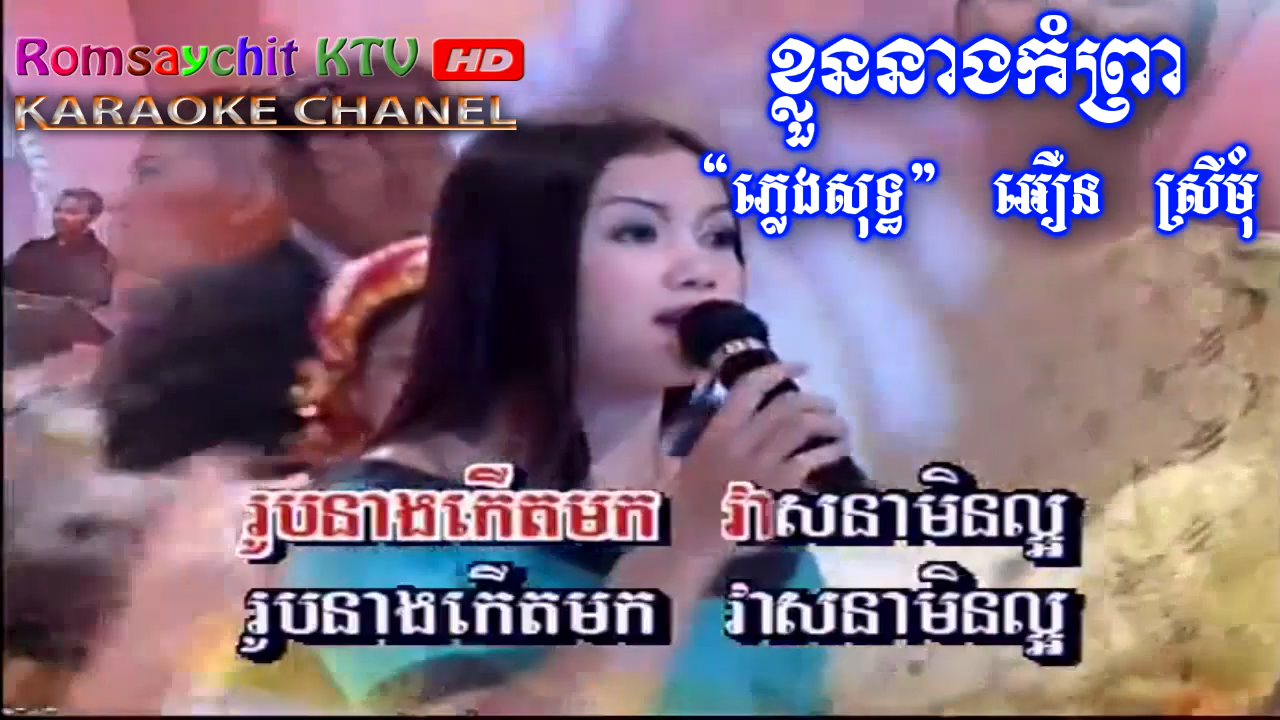 Romsaychit KTV HD
KARAOKE CHANEL
ខ្លួននាងកំព្រា
“ភ្លេងសុទ្ធ” អឿន ស្រីមុំ
រូបនាងកើតមក វាសនាមិនល្អ
រូបនាងកើតមក វាសនាមិនល្អ